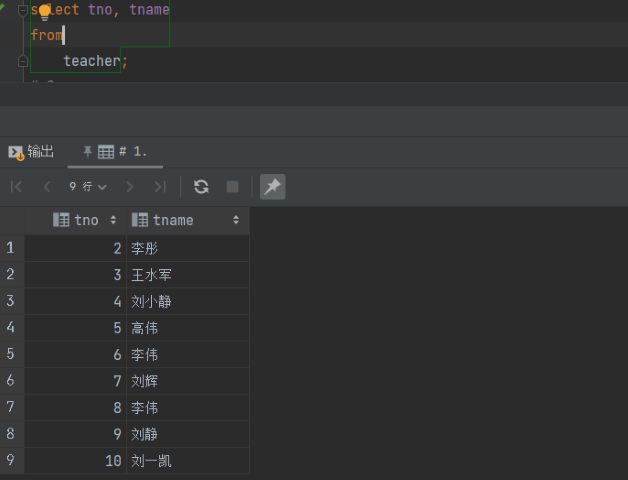 select tno, tname
from
teacher;
输出 # 1.
9 行
tno tname
1 2 李彤
2 3 王水军
3 4 刘小静
4 5 高伟
5 6 李伟
6 7 刘辉
7 8 李伟
8 9 刘静
9 10 刘一凯